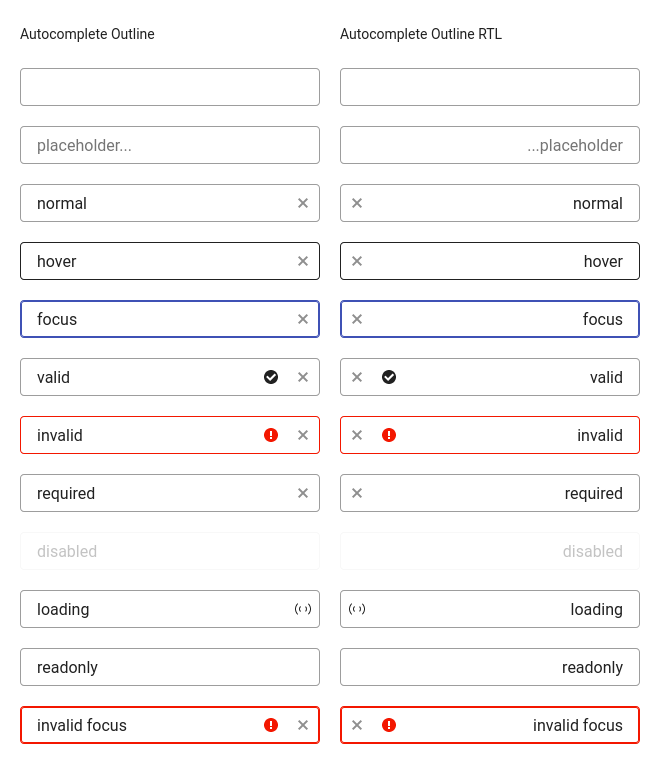 Autocomplete Outline
Autocomplete Outline RTL
placeholder...
...placeholder
normal
normal
hover
hover
focus
focus
valid
valid
invalid
invalid
required
required
disabled
disabled
loading
loading
readonly
readonly
invalid focus
invalid focus